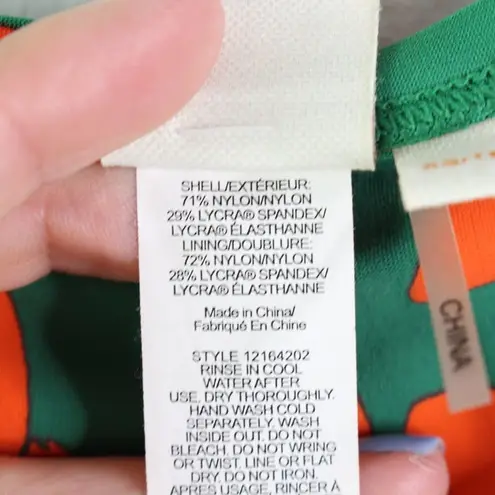 SHELL/EXTÉRIEUR:
71% NYLON/NYLON
29% LYCRA® SPANDEX/
LYCRA® ÉLASTHANNE
LINING/DOUBLURE:
72% NYLON/NYLON
28% LYCRA® SPANDEX/
LYCRA® ÉLASTHANNE
Made in China/
Fabriqué En Chine
STYLE 12164202
RINSE IN COOL
WATER AFTER
USE. DRY THOROUGHLY.
HAND WASH COLD
SEPARATELY. WASH
INSIDE OUT. DO NOT
BLEACH. DO NOT WRING
OR TWIST. LINE OR FLAT
DRY. DO NOT IRON.
APRÈS USAGE, RINCER À
CHINA